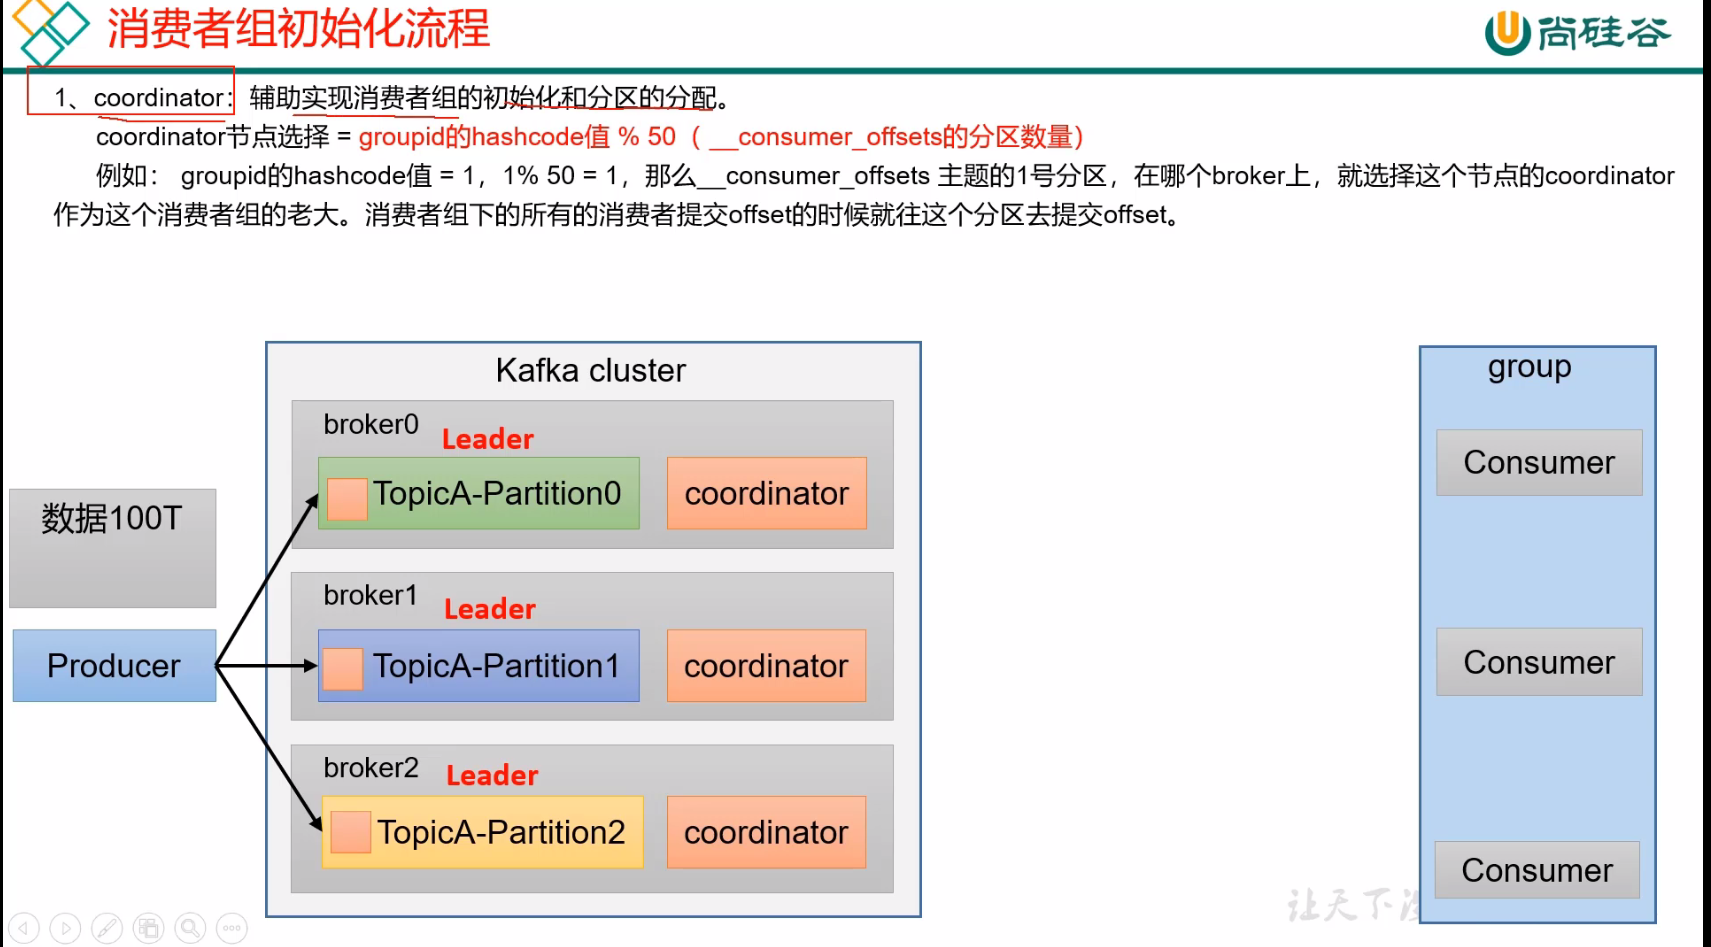 消费者组初始化流程
尚硅谷
1、coordinator：辅助实现消费者组的初始化和分区的分配。
coordinator节点选择 = groupid的hashcode值 % 50（ __consumer_offsets的分区数量）
例如： groupid的hashcode值 = 1，1% 50 = 1，那么__consumer_offsets 主题的1号分区，在哪个broker上，就选择这个节点的coordinator
作为这个消费者组的老大。消费者组下的所有的消费者提交offset的时候就往这个分区去提交offset。
Kafka cluster
group
broker0
Leader
TopicA-Partition0
coordinator
Consumer
数据100T
broker1
Leader
Producer
TopicA-Partition1
coordinator
Consumer
broker2
Leader
TopicA-Partition2
coordinator
Consumer
让天下